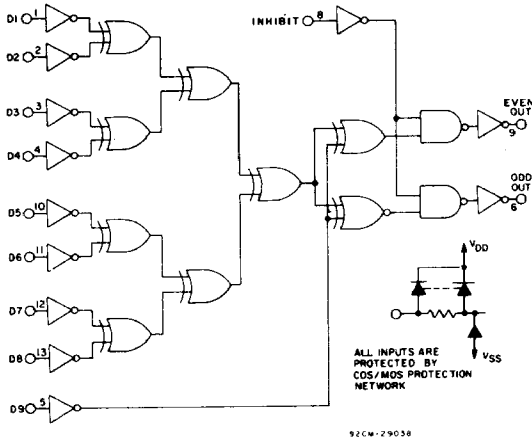 D1 1
D2 2
INHIBIT 8
D3 3
D4 4
EVEN
OUT
9
ODD
OUT
6
D5 10
D6 11
D7 12
D8 13
D9 5
VDD
VSS
ALL INPUTS ARE
PROTECTED BY
COS/MOS PROTECTION
NETWORK
92CM-29038